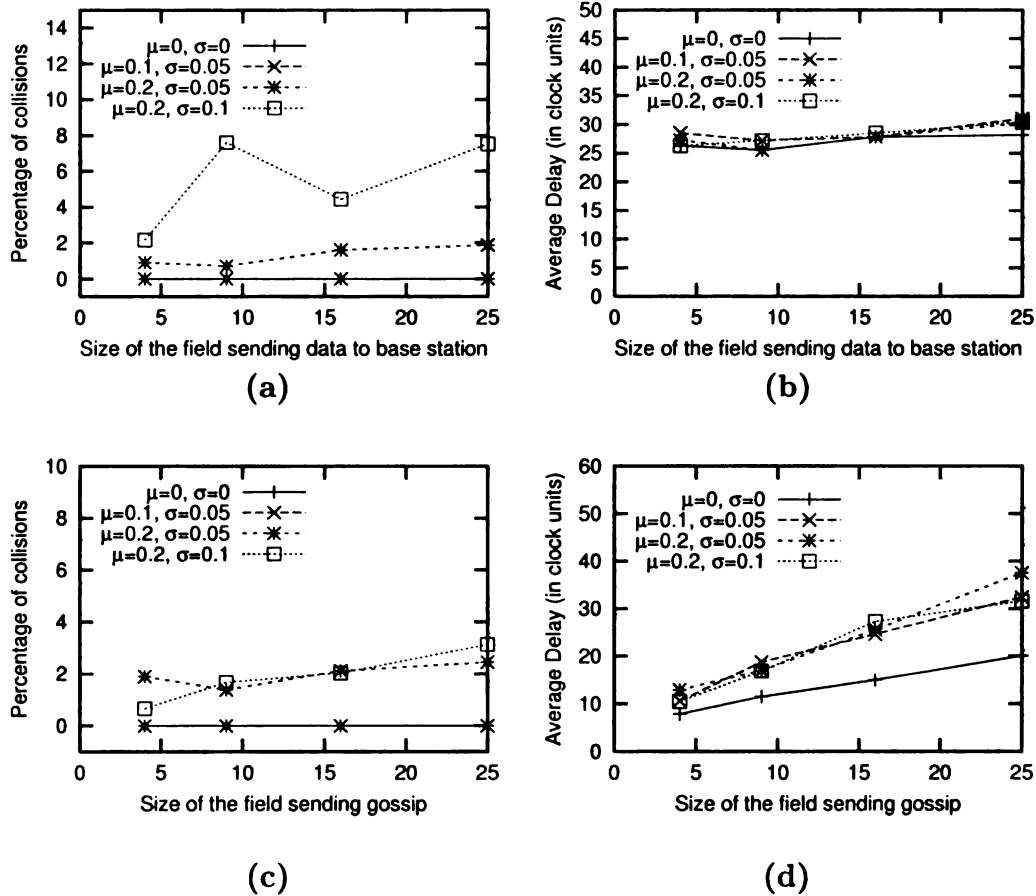 Percentage of collisions
14
12
10
8
6
4
2
0
μ=0, σ=0
μ=0.1, σ=0.05
μ=0.2, σ=0.05
μ=0.2, σ=0.1
0 5 10 15 20 25
Size of the field sending data to base station
(a)
Average Delay (in clock units)
50
45
40
35
30
25
20
15
10
5
0
μ=0, σ=0
μ=0.1, σ=0.05
μ=0.2, σ=0.05
μ=0.2, σ=0.1
0 5 10 15 20 25
Size of the field sending data to base station
(b)
Percentage of collisions
10
8
6
4
2
0
μ=0, σ=0
μ=0.1, σ=0.05
μ=0.2, σ=0.05
μ=0.2, σ=0.1
0 5 10 15 20 25
Size of the field sending gossip
(c)
Average Delay (in clock units)
60
50
40
30
20
10
0
μ=0, σ=0
μ=0.1, σ=0.05
μ=0.2, σ=0.05
μ=0.2, σ=0.1
0 5 10 15 20 25
Size of the field sending gossip
(d)